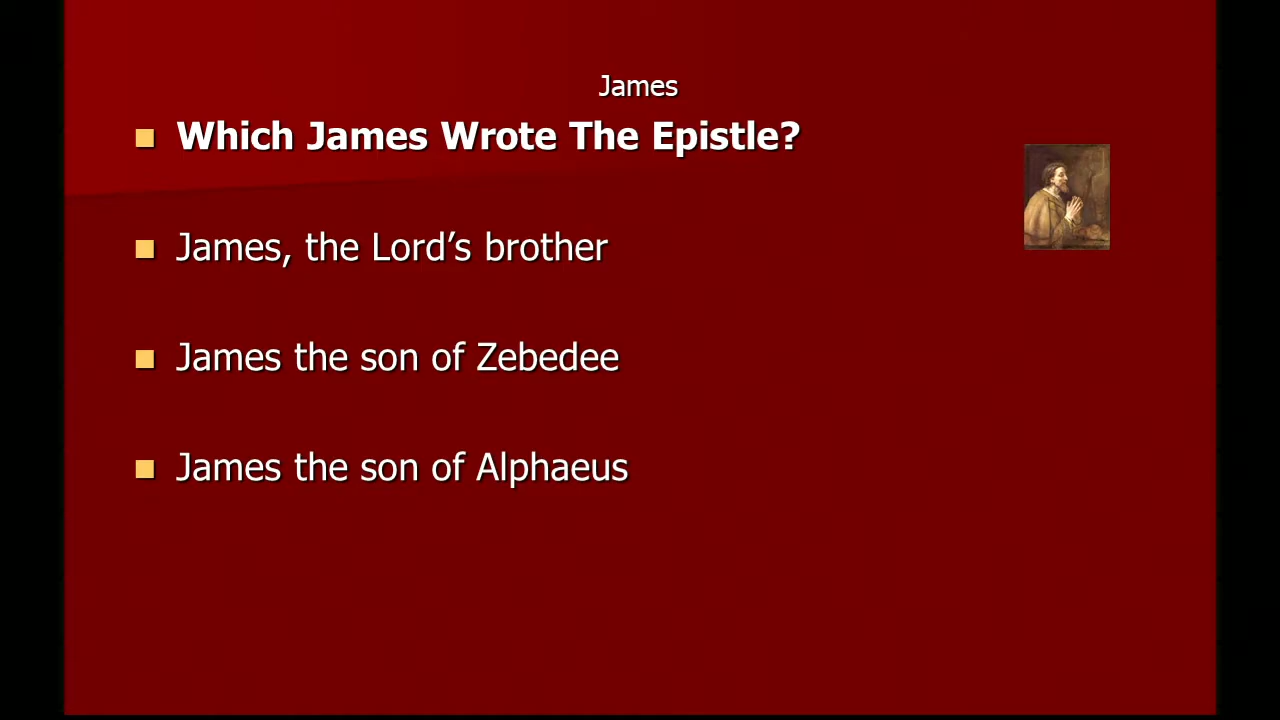 James
Which James Wrote The Epistle?
James, the Lord’s brother
James the son of Zebedee
James the son of Alphaeus